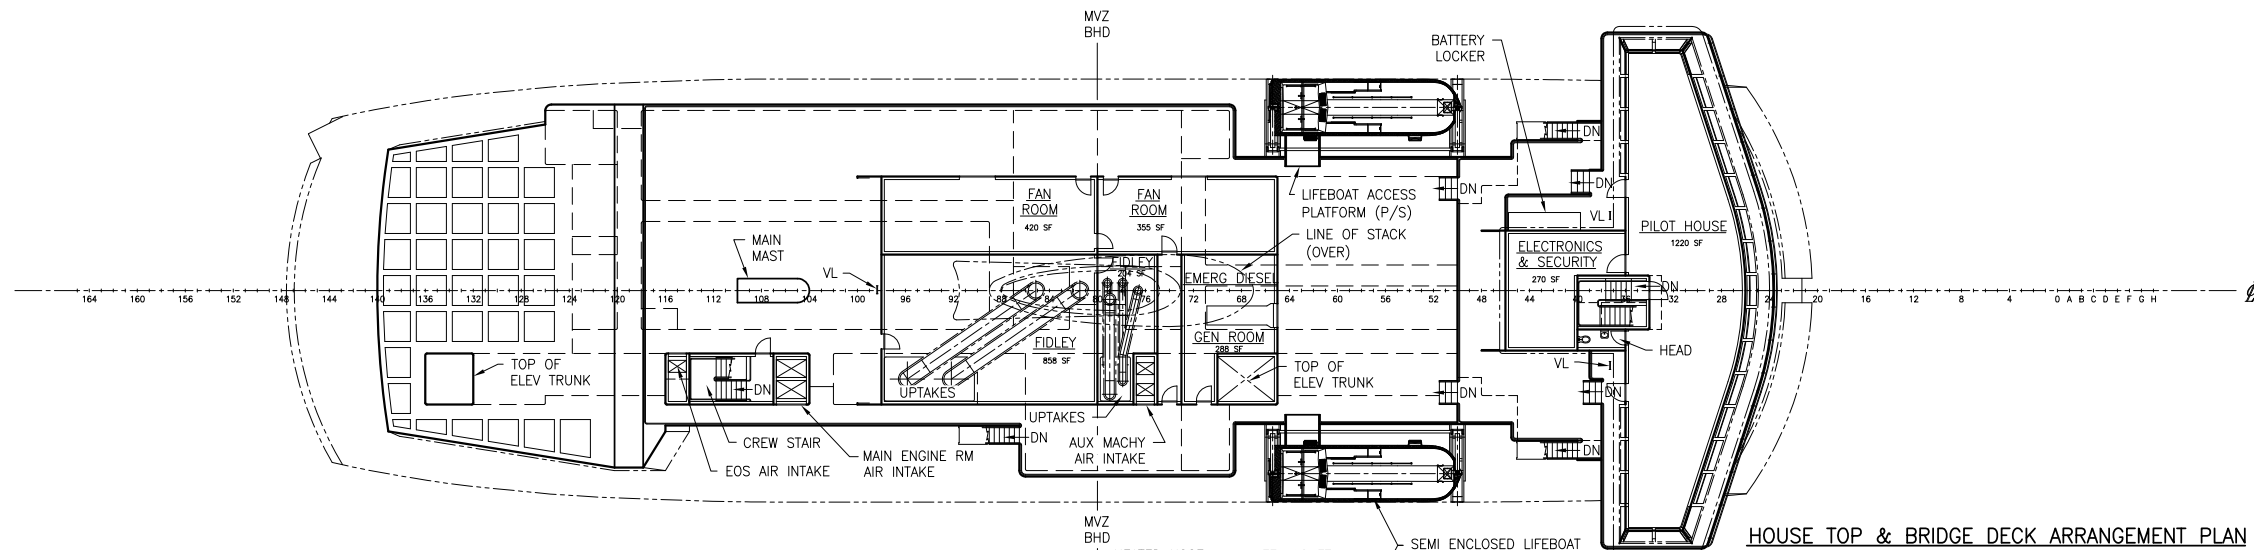 MVZ
BHD
BATTERY
LOCKER
DN
DN
DN
FAN
ROOM
420 SF
FAN
ROOM
355 SF
LIFEBOAT ACCESS
PLATFORM (P/S)
LINE OF STACK
(OVER)
VL
PILOT HOUSE
1220 SF
MAIN
MAST
VL
FIDLEY
204 SF
EMERG DIESEL
GEN ROOM
288 SF
ELECTRONICS
& SECURITY
270 SF
DN
164 160 156 152 148 144 140 136 132 128 124 120 116 112 108 104 100 96 92 88 84 80 76 72 68 64 60 56 52 48 44 40 36 32 28 24 20 16 12 8 4 0 A B C D E F G H
FIDLEY
858 SF
HEAD
VL
TOP OF
ELEV TRUNK
DN
UPTAKES
TOP OF
ELEV TRUNK
DN
DN
UPTAKES
CREW STAIR
EOS AIR INTAKE
MAIN ENGINE RM
AIR INTAKE
DN
AUX MACHY
AIR INTAKE
DN
MVZ
BHD
SEMI ENCLOSED LIFEBOAT
HOUSE TOP & BRIDGE DECK ARRANGEMENT PLAN